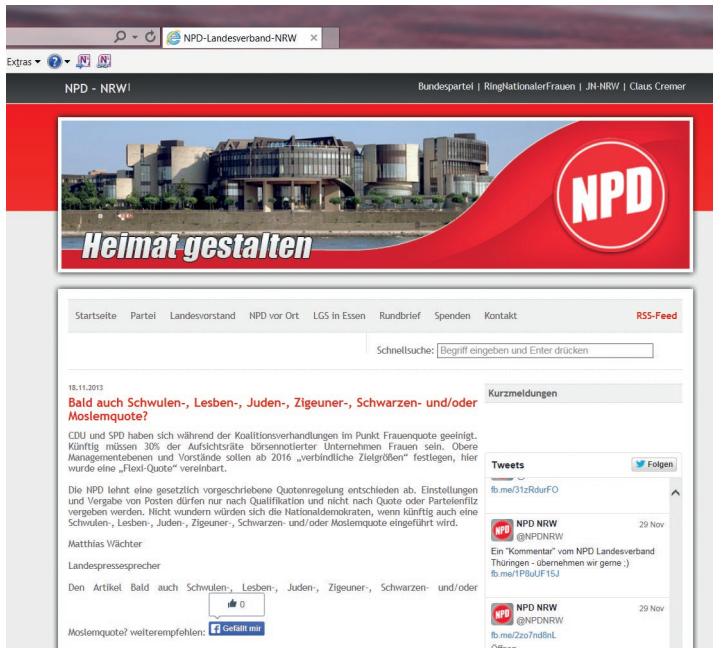 NPD-Landesverband-NRW
Extras
NPD - NRW
Bundespartei | RingNationalerFrauen | JN-NRW | Claus Cremer
NPD
Heimat gestalten
Startseite Partei Landesvorstand NPD vor Ort LGS in Essen Rundbrief Spenden Kontakt RSS-Feed
Schnellsuche: Begriff eingeben und Enter drücken
18.11.2013
Bald auch Schwulen-, Lesben-, Juden-, Zigeuner-, Schwarzen- und/oder
Moslemquote?
CDU und SPD haben sich während der Koalitionsverhandlungen im Punkt Frauenquote geeinigt.
Künftig müssen 30% der Aufsichtsräte börsennotierter Unternehmen Frauen sein. Obere
Managementebenen und Vorstände sollen ab 2016 „verbindliche Zielgrößen“ festlegen, hier
wurde eine „Flexi-Quote“ vereinbart.
Die NPD lehnt eine gesetzlich vorgeschriebene Quotenregelung entschieden ab. Einstellungen
und Vergabe von Posten dürfen nur nach Qualifikation und nicht nach Quote oder Parteienfilz
vergeben werden. Nicht wundern würden sich die Nationaldemokraten, wenn künftig auch eine
Schwulen-, Lesben-, Juden-, Zigeuner-, Schwarzen- und/oder Moslemquote eingeführt wird.
Matthias Wächter
Landespressesprecher
Den Artikel Bald auch Schwulen-, Lesben-, Juden-, Zigeuner-, Schwarzen- und/oder
0
Moslemquote? weiterempfehlen: Gefällt mir
Kurzmeldungen
Tweets Folgen
fb.me/31zRdurFO
NPD NRW 29 Nov
@NPDNRW
Ein "Kommentar" vom NPD Landesverband
Thüringen - übernehmen wir gerne ;)
fb.me/1P8uUF15J
NPD NRW 29 Nov
@NPDNRW
fb.me/2zo7nd8nL